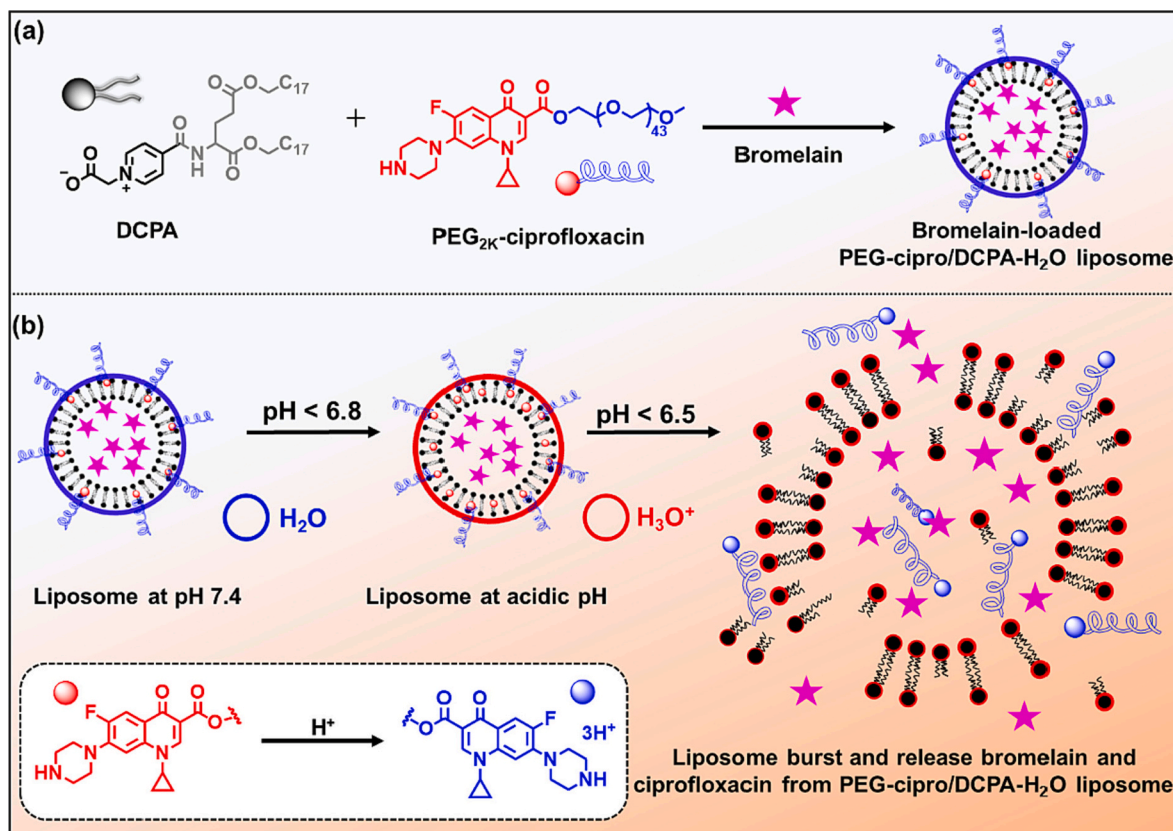 (a)
O
O
C17
O
O
C17
O
N
H
O
O
−O
N
+
DCPA
+
O
O
F
O
O
O
43
N
N
HN
PEG2K-ciprofloxacin
Bromelain
Bromelain-loaded
PEG-cipro/DCPA-H2O liposome
(b)
pH < 6.8
pH < 6.5
H2O
H3O+
Liposome at pH 7.4
Liposome at acidic pH
O
O
F
O
N
N
HN
H+
O
O
O
F
3H+
N
N
NH
Liposome burst and release bromelain and
ciprofloxacin from PEG-cipro/DCPA-H2O liposome